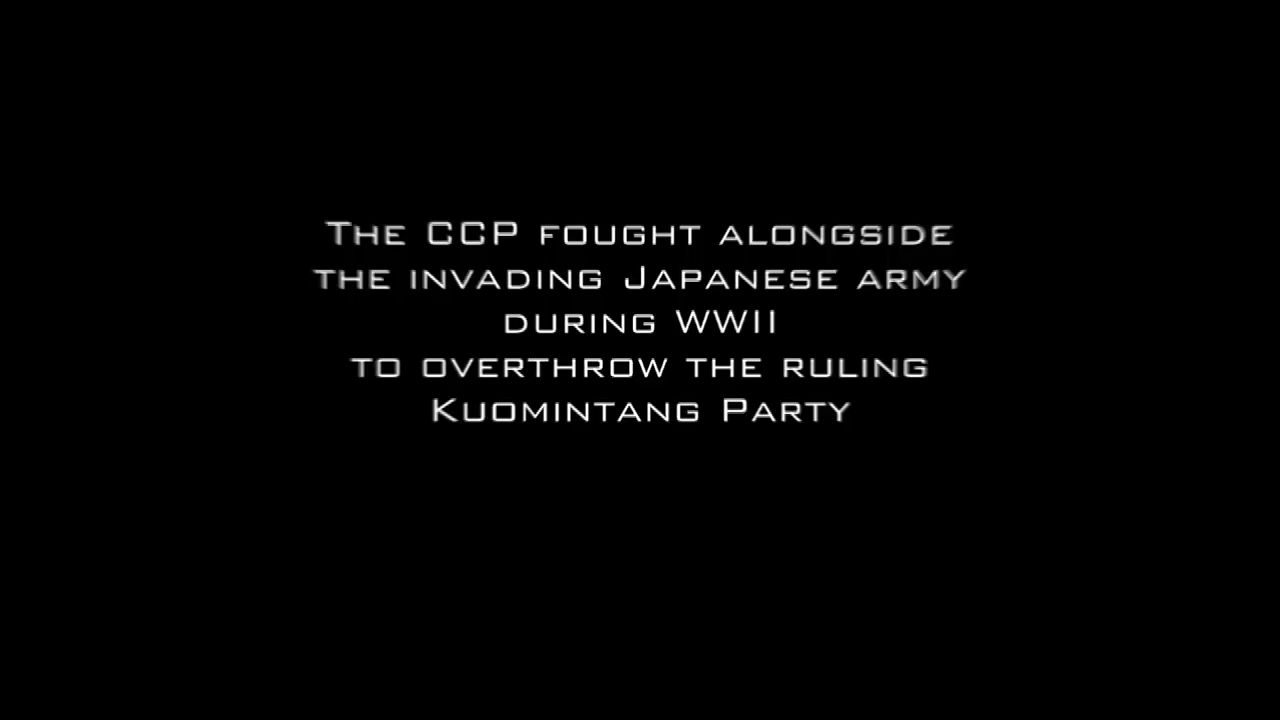 The CCP fought alongside
the invading Japanese army
during WWII
to overthrow the ruling
Kuomintang Party